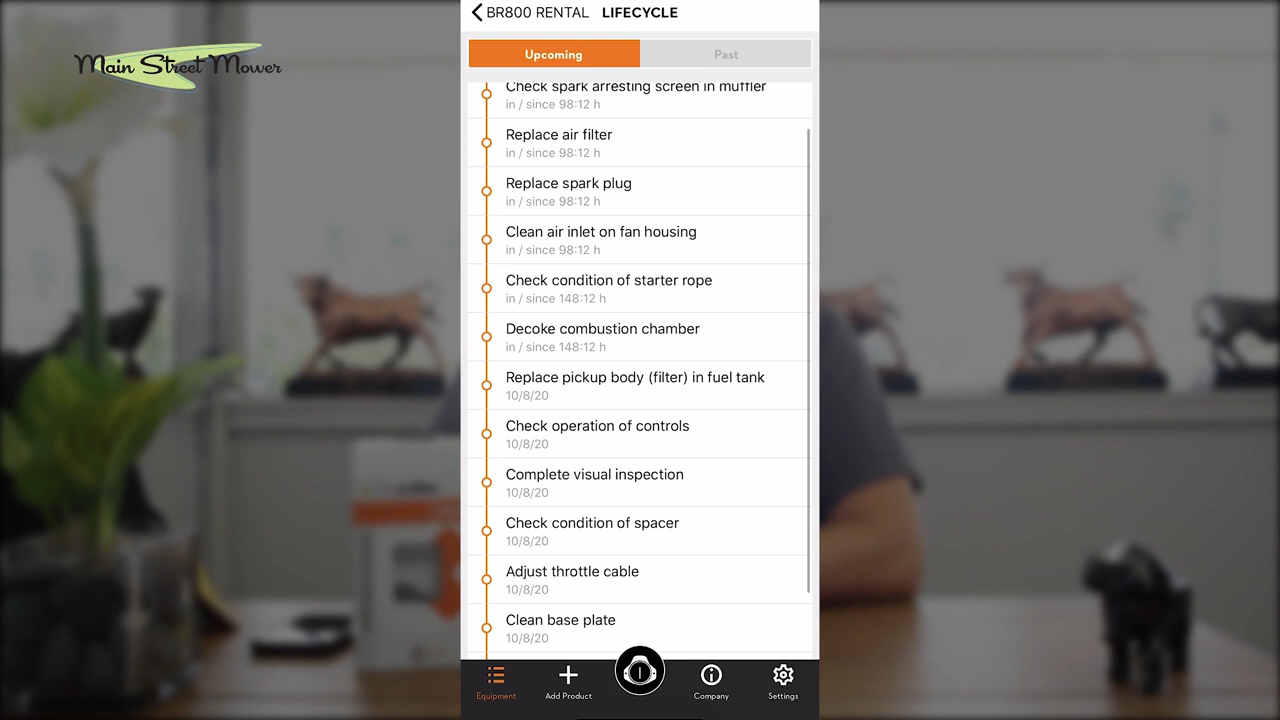 Main Street Mower
BR800 RENTAL LIFECYCLE
Upcoming Past
Check spark arresting screen in muffler
in / since 98:12 h
Replace air filter
in / since 98:12 h
Replace spark plug
in / since 98:12 h
Clean air inlet on fan housing
in / since 98:12 h
Check condition of starter rope
in / since 148:12 h
Decoke combustion chamber
in / since 148:12 h
Replace pickup body (filter) in fuel tank
10/8/20
Check operation of controls
10/8/20
Complete visual inspection
10/8/20
Check condition of spacer
10/8/20
Adjust throttle cable
10/8/20
Clean base plate
10/8/20
Equipment Add Product Company Settings